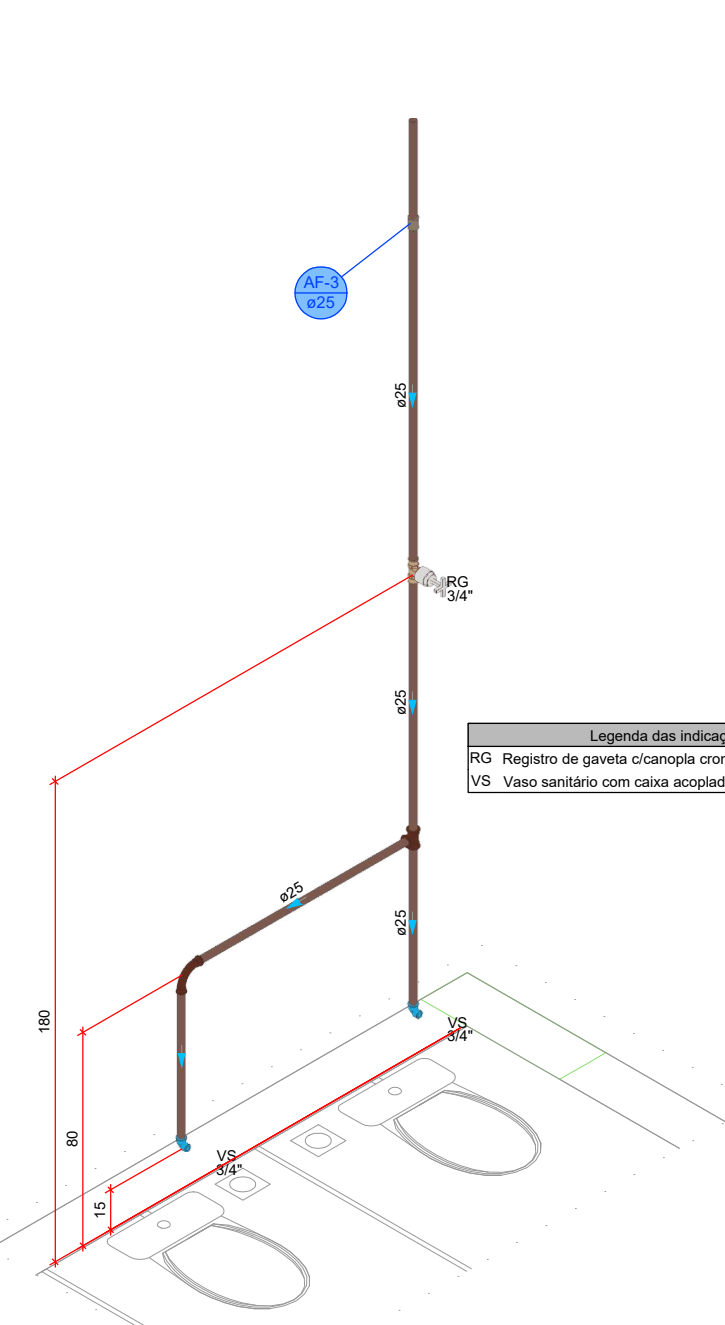 AF-3
ø25
ø25
RG
3/4"
ø25
Legenda das indicaç
RG Registro de gaveta c/canopla cron
VS Vaso sanitário com caixa acoplad
ø25
ø25
180
VS
3/4"
80
VS
3/4"
15